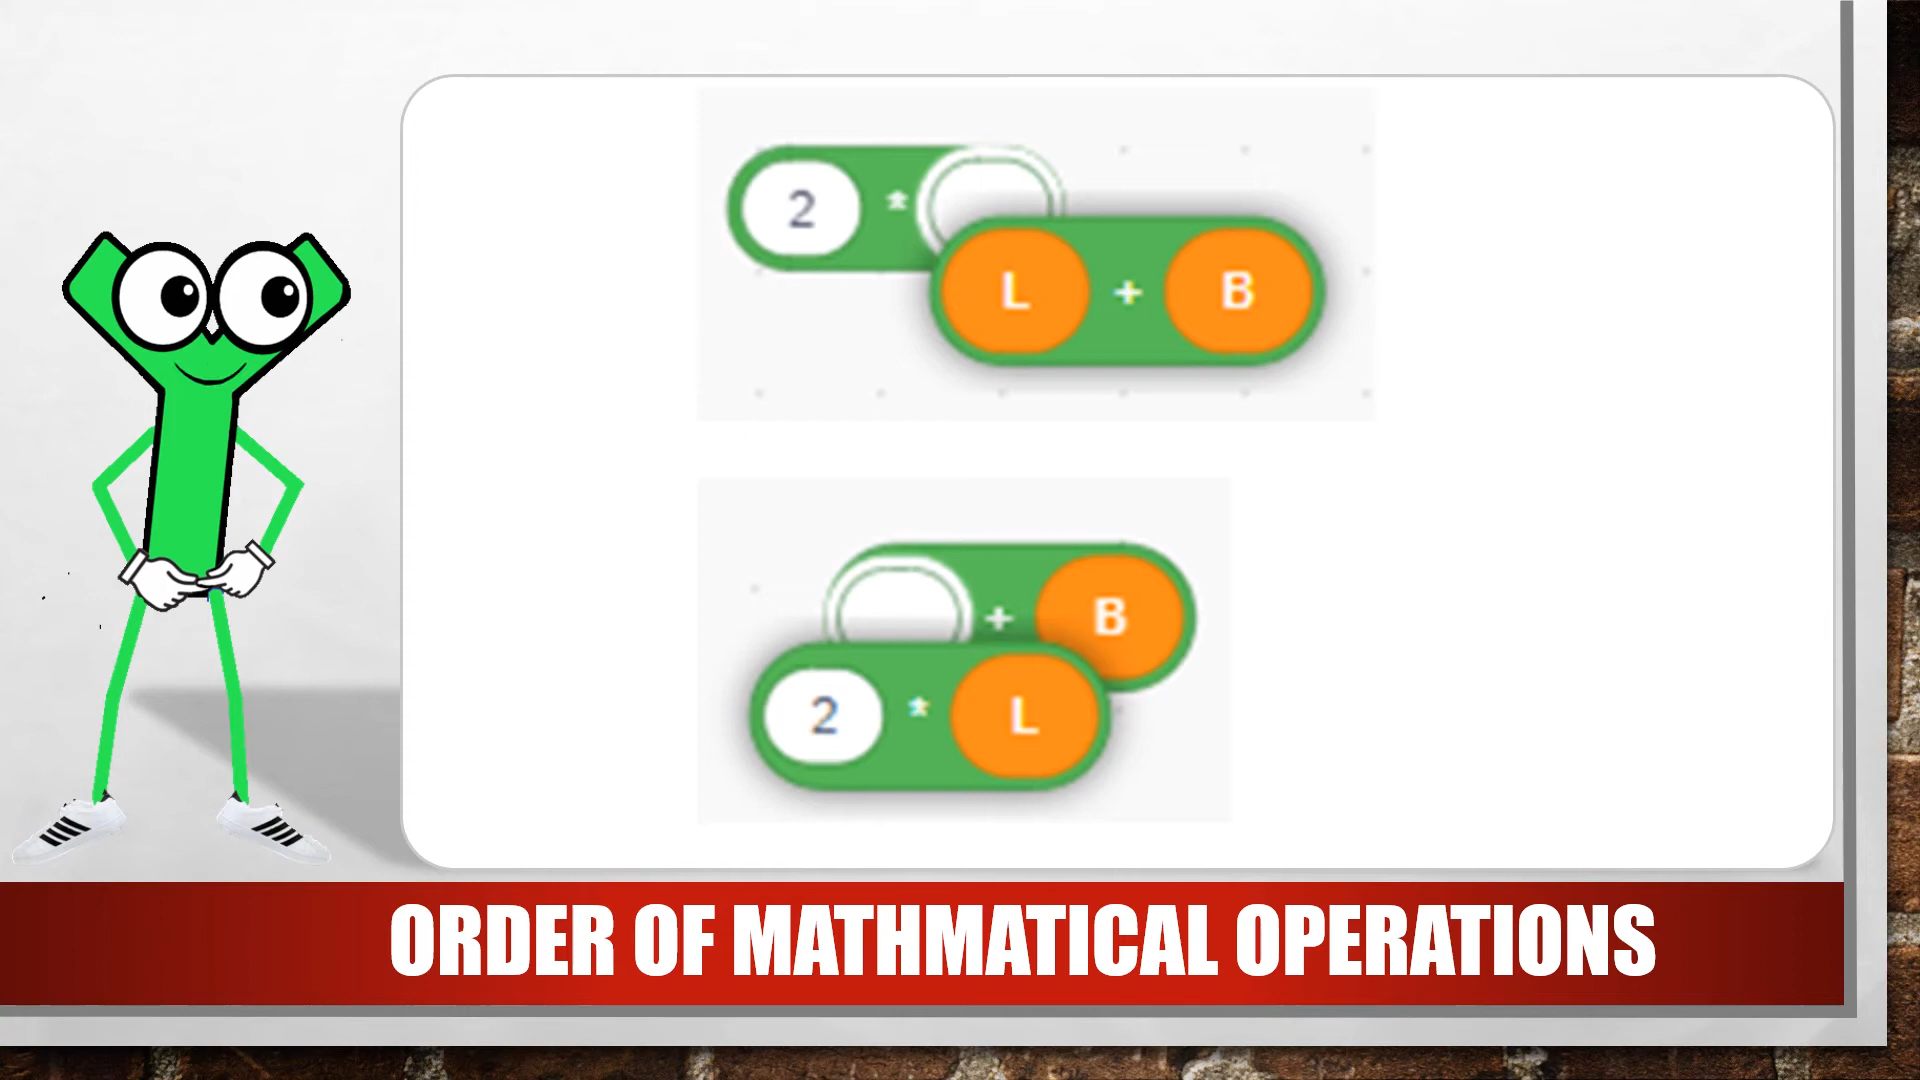 2 *
L + B
+ B
2 * L
ORDER OF MATHMATICAL OPERATIONS